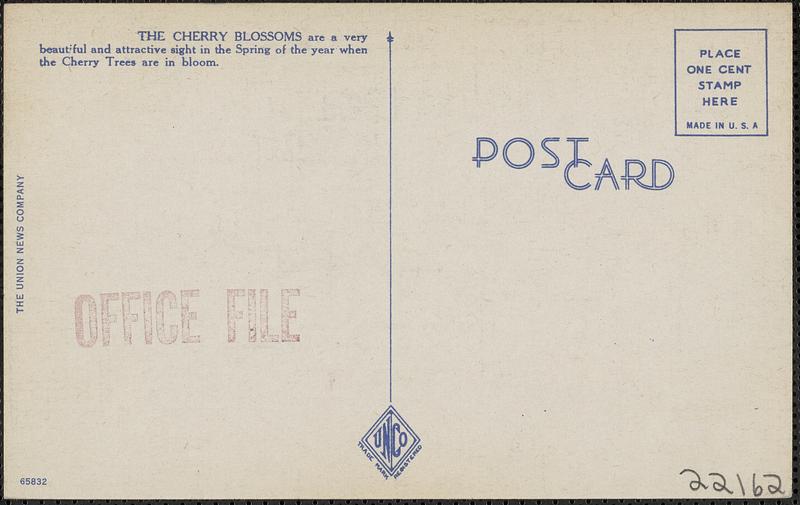 THE CHERRY BLOSSOMS are a very
beautiful and attractive sight in the Spring of the year when
the Cherry Trees are in bloom.
THE UNION NEWS COMPANY
OFFICE FILE
65832
UNCO
TRADE MARK REGISTERED
POST
CARD
PLACE
ONE CENT
STAMP
HERE
MADE IN U. S. A
22162